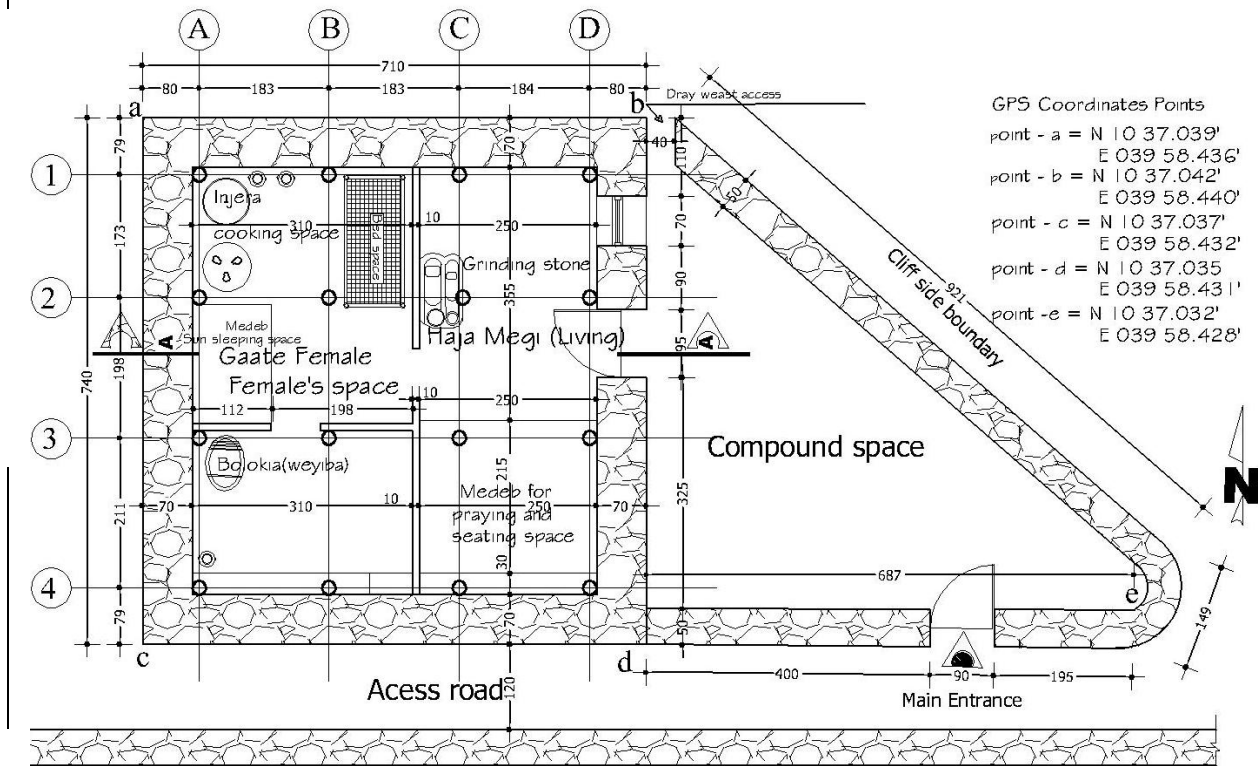 A
B
C
D
710
80
183
183
184
80
a
b
Dray weast access
GPS Coordinates Points
point - a = N 10 37.039'
E 039 58.436'
point - b = N 10 37.042'
E 039 58.440'
point - c = N 10 37.037'
E 039 58.432'
point - d = N 10 37.035
E 039 58.431'
point -e = N 10 37.032'
E 039 58.428'
79
70
40
110
1
Injera
cooking space
310
10
250
50
70
173
Bed space
Grinding stone
90
Cliff side boundary
921
2
355
Medeb
/Sun sleeping space
Haja Megi (Living)
A
A
95
Gaate Female
Female's space
740
198
10
250
112
198
3
Compound space
N
Bolokia(weyiba)
215
Medeb for
praying and
seating space
70
310
10
250
70
325
211
30
687
4
e
79
70
50
149
c
d
400
90
195
Main Entrance
Acess road
120